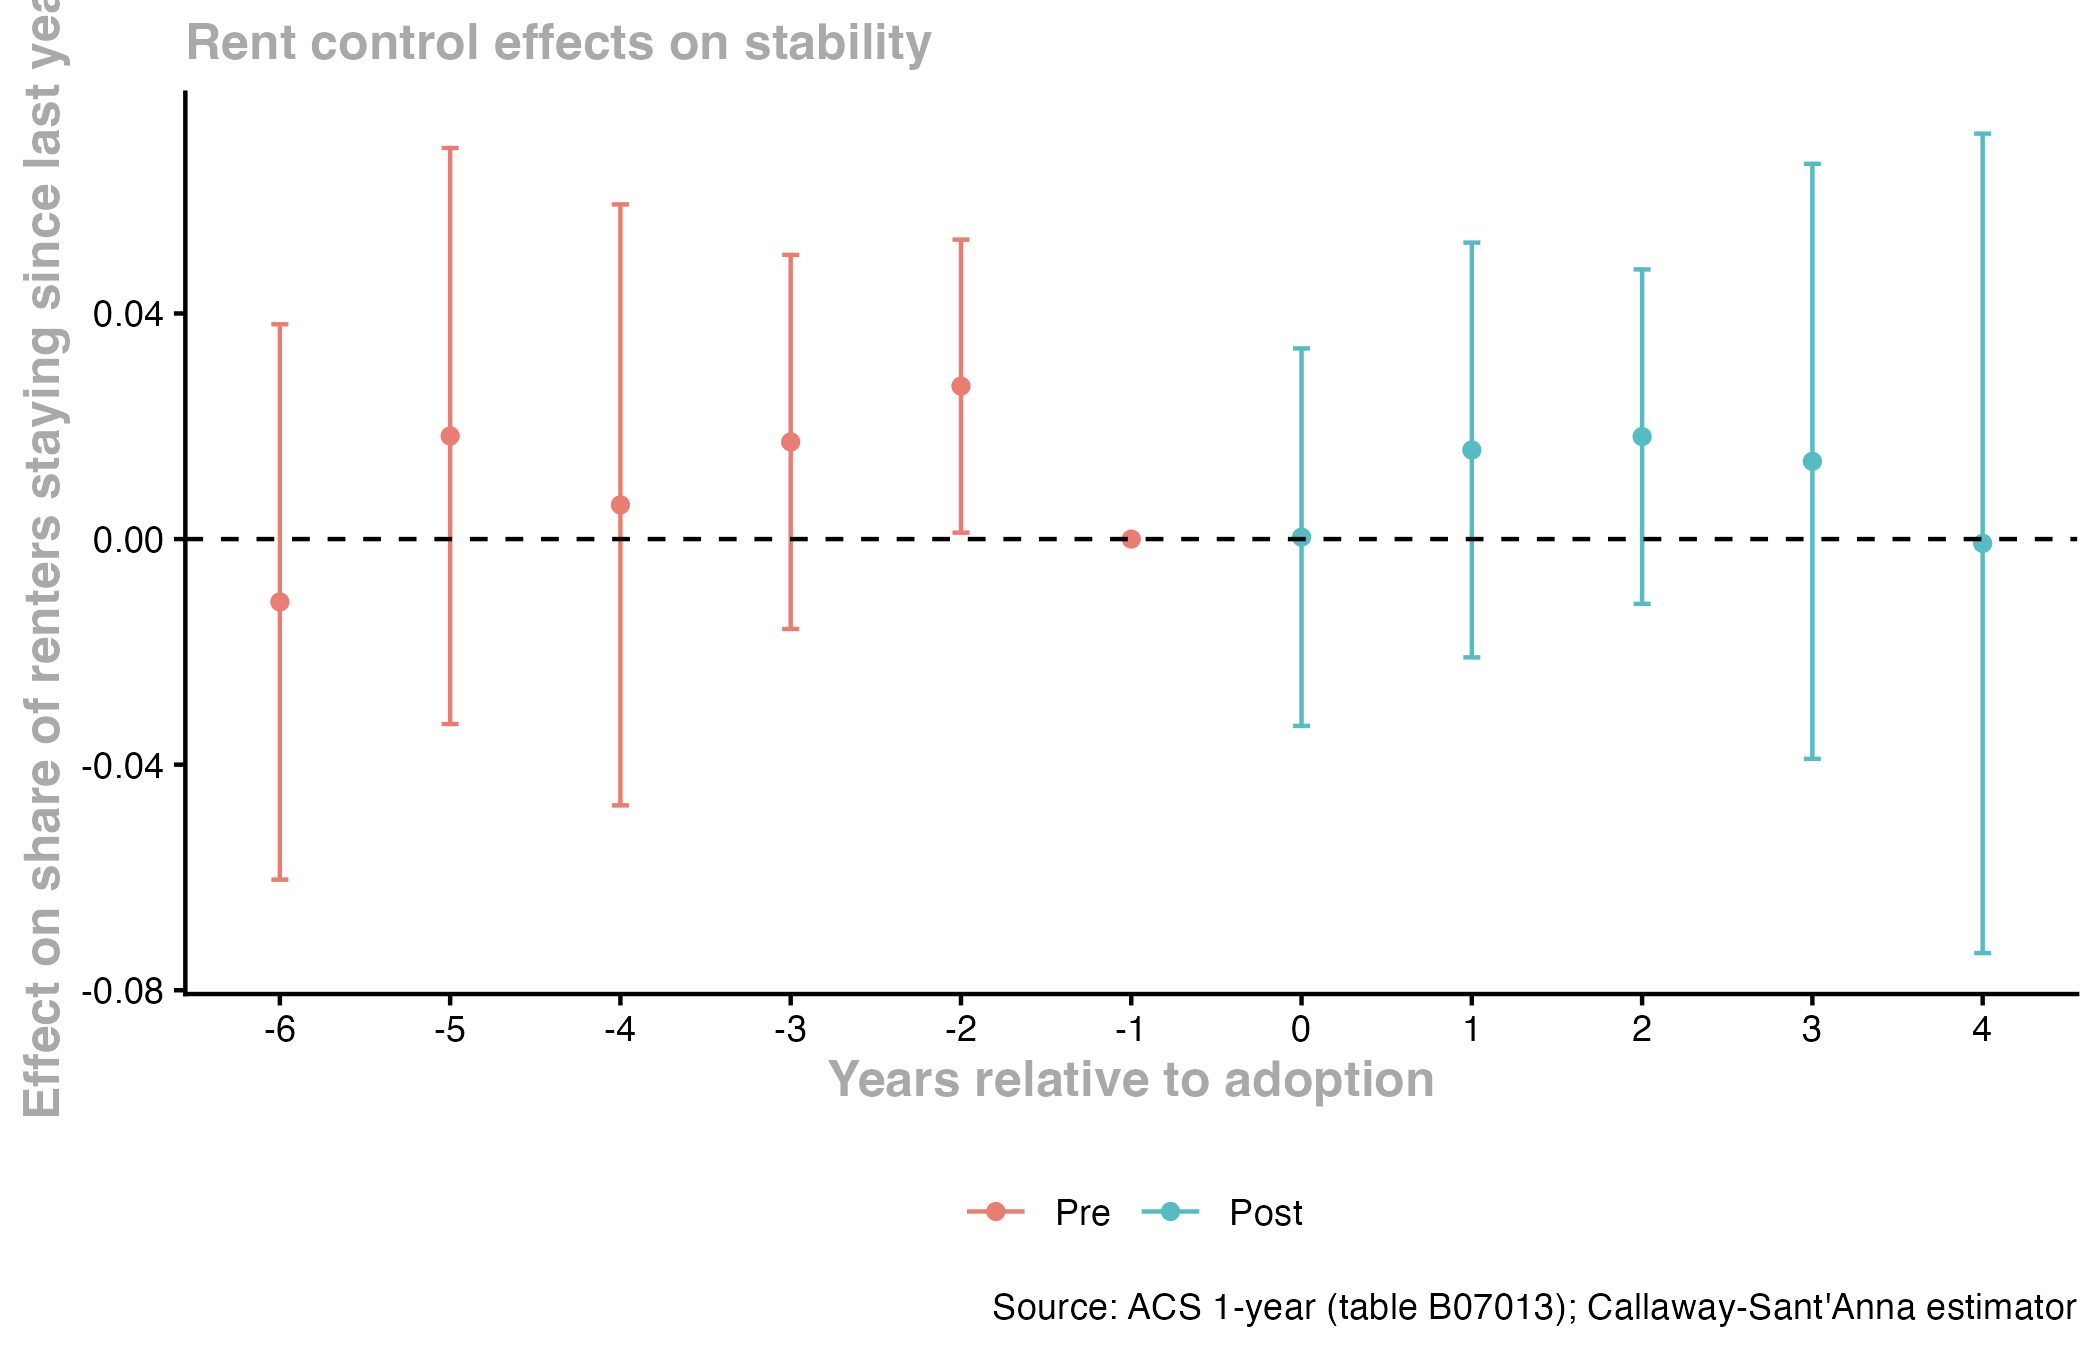 Rent control effects on stability
Effect on share of renters staying since last
0.04
0.00
-0.04
-0.08
-6 -5 -4 -3 -2 -1 0 1 2 3 4
Years relative to adoption
Pre Post
Source: ACS 1-year (table B07013); Callaway-Sant'Anna estimator